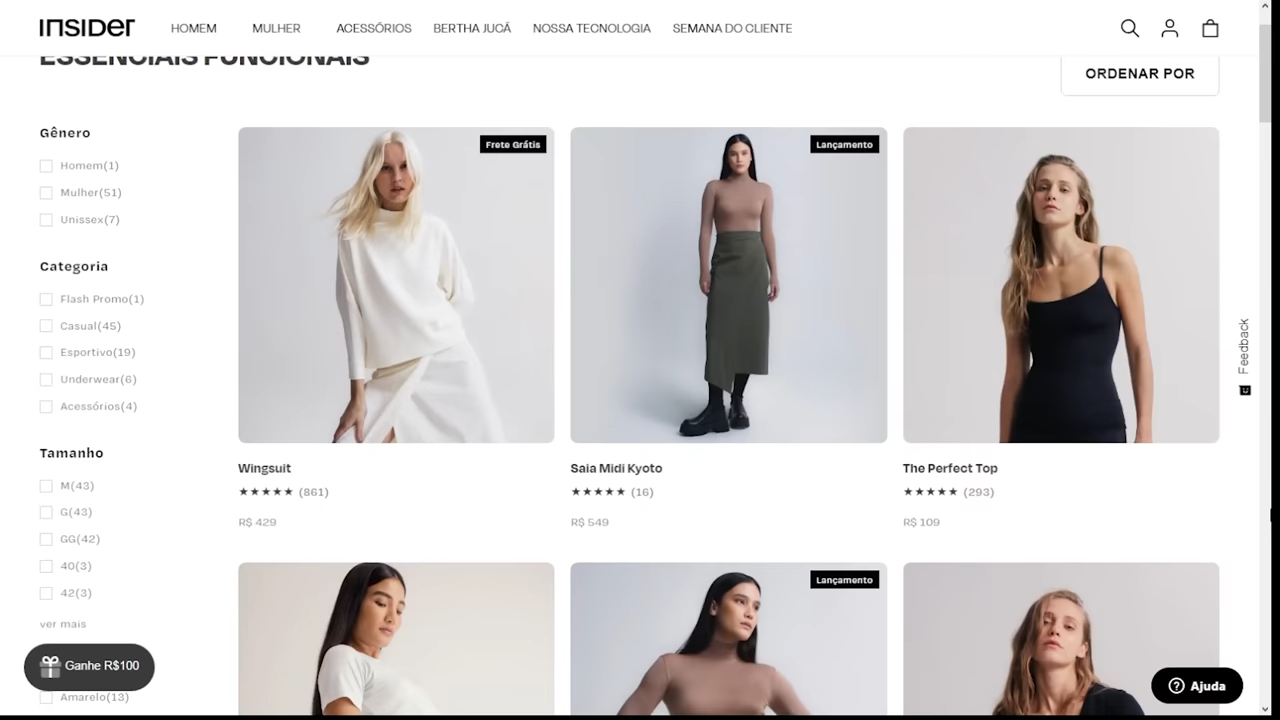 INSIDER
HOMEM
MULHER
ACESSÓRIOS
BERTHA JUCÁ
NOSSA TECNOLOGIA
SEMANA DO CLIENTE
ESSENCIAIS FUNCIONAIS
ORDENAR POR
Gênero
Homem(1)
Mulher(51)
Unissex(7)
Categoria
Flash Promo(1)
Casual(45)
Esportivo(19)
Underwear(6)
Acessórios(4)
Tamanho
M(43)
G(43)
GG(42)
40(3)
42(3)
ver mais
Ganhe R$100
Amarelo(13)
Frete Grátis
Wingsuit
★★★★★ (861)
R$ 429
Lançamento
Saia Midi Kyoto
★★★★★ (16)
R$ 549
The Perfect Top
★★★★★ (293)
R$ 109
Lançamento
Feedback
Ajuda